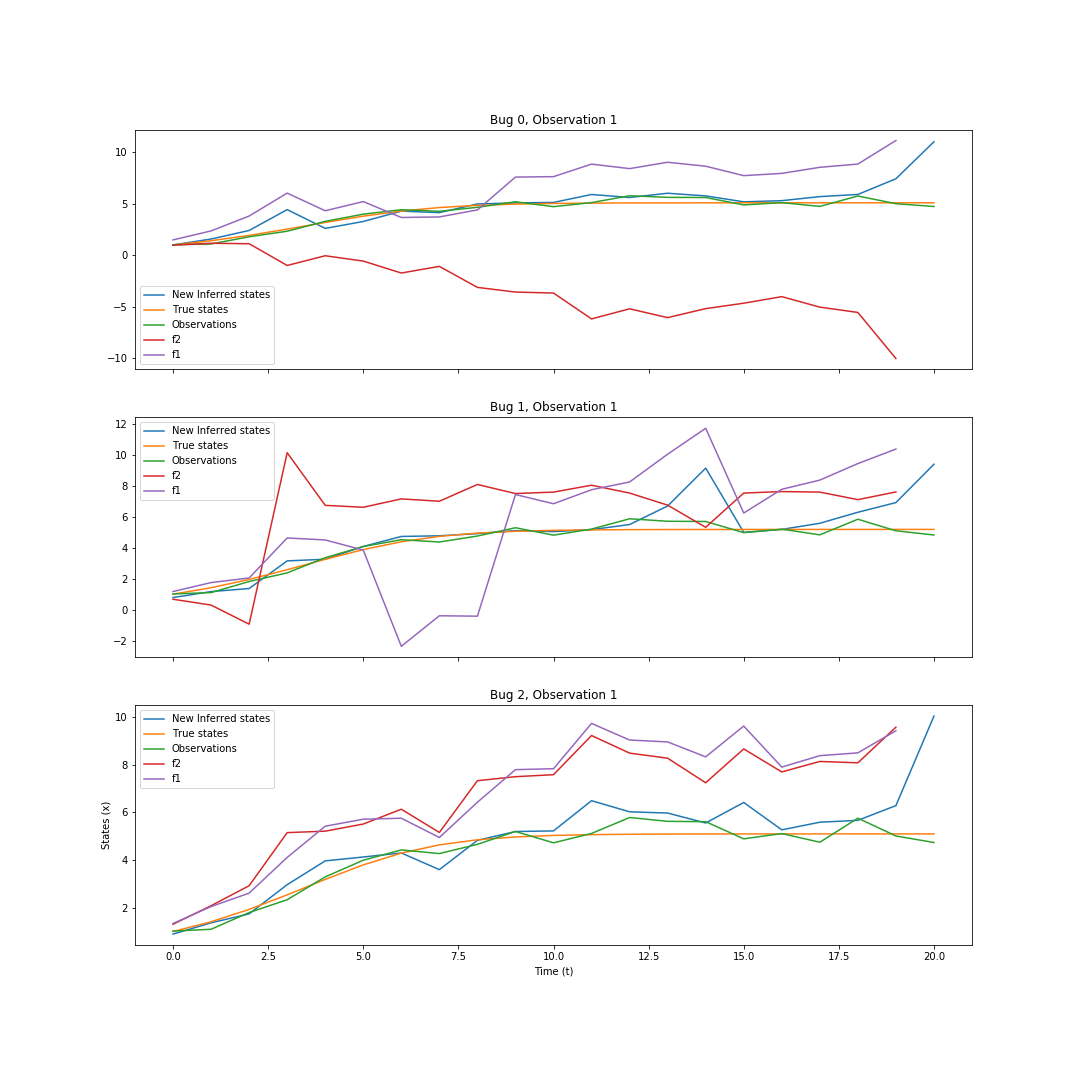 Bug 0, Observation 1
10
5
0
−5
−10
New Inferred states
True states
Observations
f2
f1
Bug 1, Observation 1
12
10
8
6
4
2
0
−2
New Inferred states
True states
Observations
f2
f1
Bug 2, Observation 1
10
8
6
4
2
States (x)
New Inferred states
True states
Observations
f2
f1
0.0 2.5 5.0 7.5 10.0 12.5 15.0 17.5 20.0
Time (t)